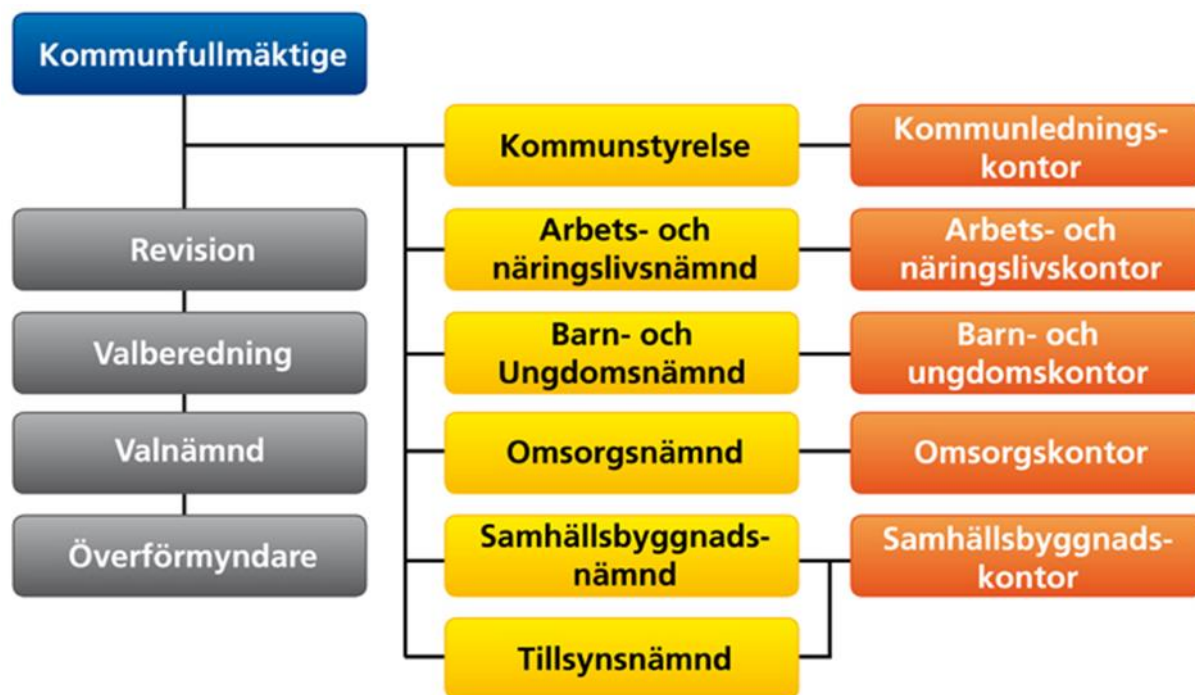 Kommunfullmäktige
Kommunstyrelse
Kommunlednings-
kontor
Revision
Arbets- och
näringslivsnämnd
Arbets- och
näringslivskontor
Valberedning
Barn- och
Ungdomsnämnd
Barn- och
ungdomskontor
Valnämnd
Omsorgsnämnd
Omsorgskontor
Överförmyndare
Samhällsbyggnads-
nämnd
Samhällsbyggnads-
kontor
Tillsynsnämnd